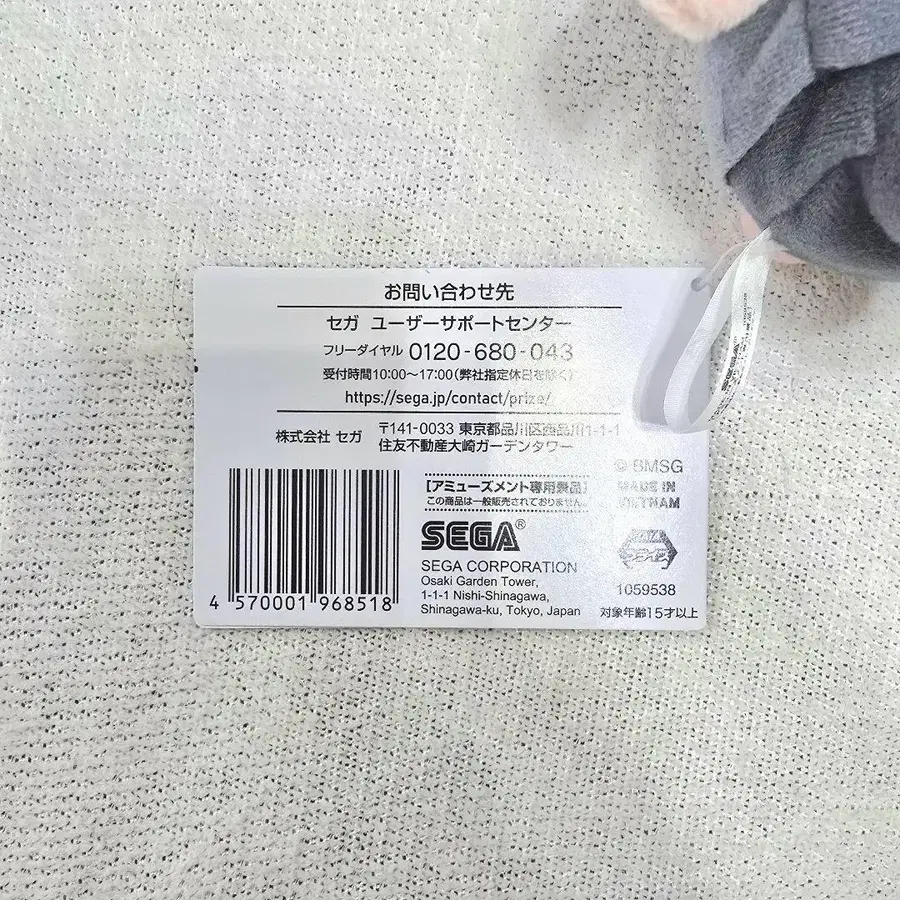 お問い合わせ先
セガ ユーザーサポートセンター
フリーダイヤル 0120-680-043
受付時間10:00～17:00(弊社指定休日を除く)
https://sega.jp/contact/prize/
株式会社 セガ
〒141-0033 東京都品川区西品川1-1-1
住友不動産大崎ガーデンタワー
© BMSG
MADE IN
VIETNAM
【アミューズメント専用景品】
この商品は一般販売されておりません。
SEGA®
SEGA CORPORATION
Osaki Garden Tower,
1-1-1 Nishi-Shinagawa,
Shinagawa-ku, Tokyo, Japan
プライズ
1059538
対象年齢15才以上
4 570001 968518